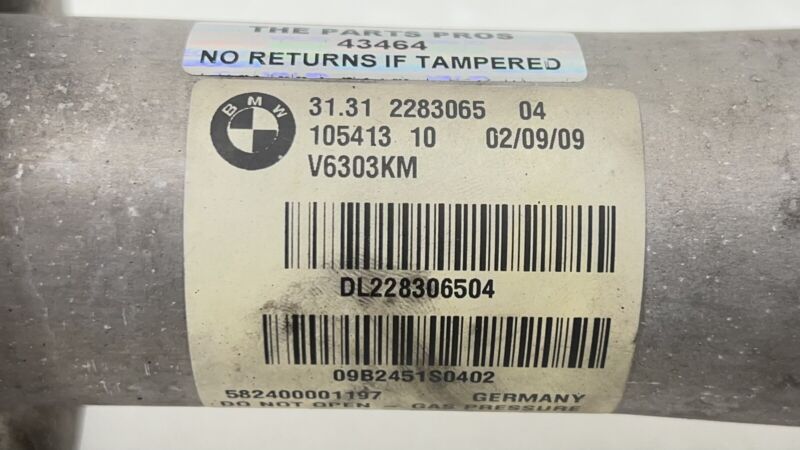 THE PARTS PROS
43464
NO RETURNS IF TAMPERED
BMW 31.31 2283065 04
105413 10 02/09/09
V6303KM
DL228306504
09B2451S0402
582400001197 GERMANY
DO NOT OPEN - GAS PRESSURE